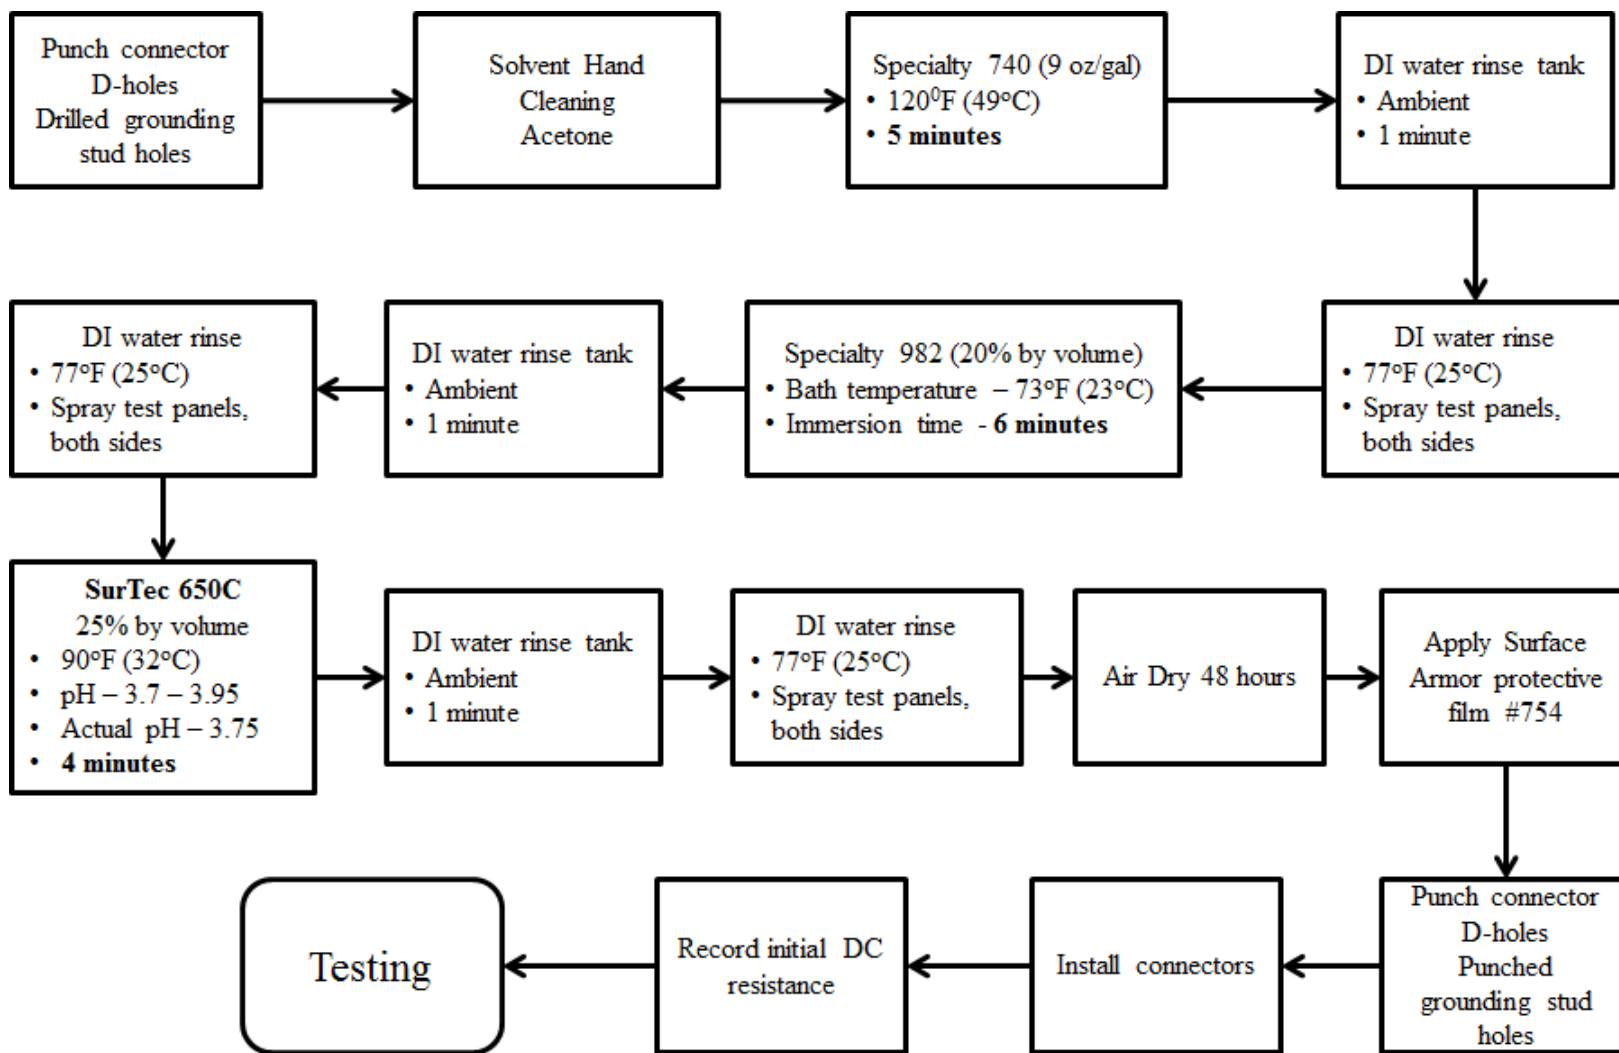 Punch connector
D-holes
Drilled grounding
stud holes
Solvent Hand
Cleaning
Acetone
Specialty 740 (9 oz/gal)
• 120⁰F (49°C)
• 5 minutes
DI water rinse tank
• Ambient
• 1 minute
DI water rinse
• 77°F (25°C)
• Spray test panels,
both sides
Specialty 982 (20% by volume)
• Bath temperature – 73°F (23°C)
• Immersion time - 6 minutes
DI water rinse tank
• Ambient
• 1 minute
DI water rinse
• 77°F (25°C)
• Spray test panels,
both sides
SurTec 650C
25% by volume
• 90°F (32°C)
• pH – 3.7 – 3.95
• Actual pH – 3.75
• 4 minutes
DI water rinse tank
• Ambient
• 1 minute
DI water rinse
• 77°F (25°C)
• Spray test panels,
both sides
Air Dry 48 hours
Apply Surface
Armor protective
film #754
Punch connector
D-holes
Punched
grounding stud
holes
Install connectors
Record initial DC
resistance
Testing